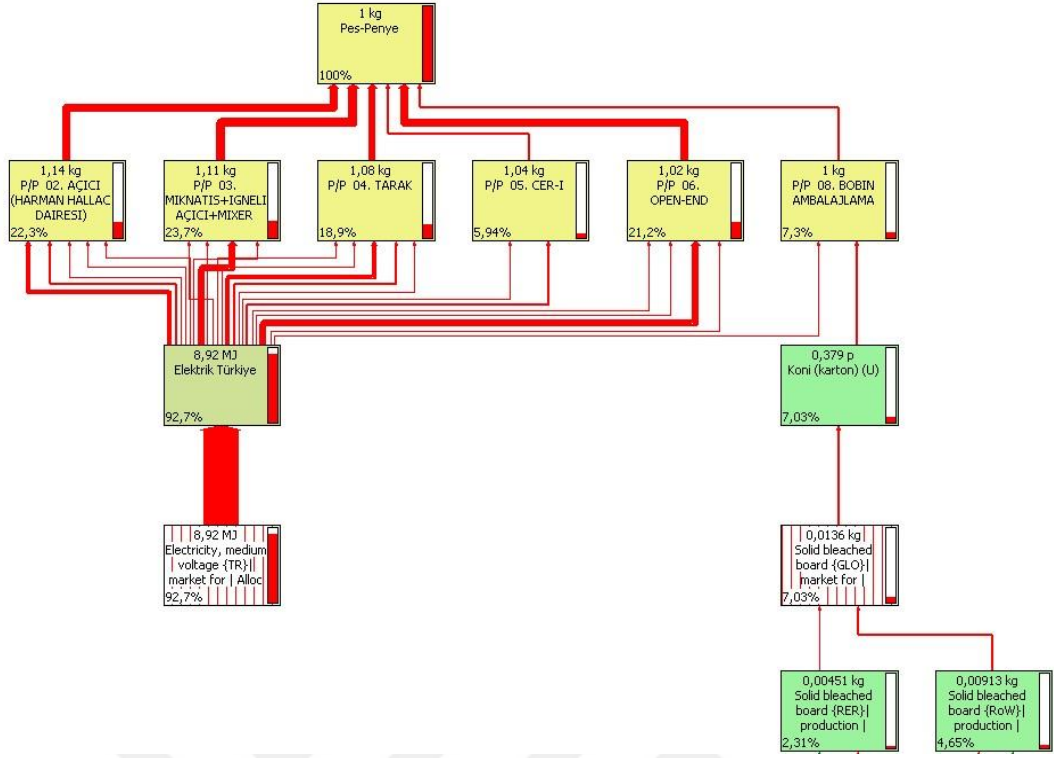 1 kg
Pes-Penye
100%
1,14 kg
P/P 02. AÇICI
(HARMAN HALLAC
DAIRESI)
22,3%
1,11 kg
P/P 03.
MIKNATIS+IGNELI
AÇICI+MIXER
23,7%
1,08 kg
P/P 04. TARAK
18,9%
1,04 kg
P/P 05. CER-I
5,94%
1,02 kg
P/P 06.
OPEN-END
21,2%
1 kg
P/P 08. BOBIN
AMBALAJLAMA
7,3%
8,92 MJ
Elektrik Türkiye
92,7%
0,379 p
Koni (karton) (U)
7,03%
8,92 MJ
Electricity, medium
voltage {TR}|
market for | Alloc
92,7%
0,0136 kg
Solid bleached
board {GLO}|
market for |
7,03%
0,00451 kg
Solid bleached
board {RER}|
production |
2,31%
0,00913 kg
Solid bleached
board {RoW}|
production |
4,65%